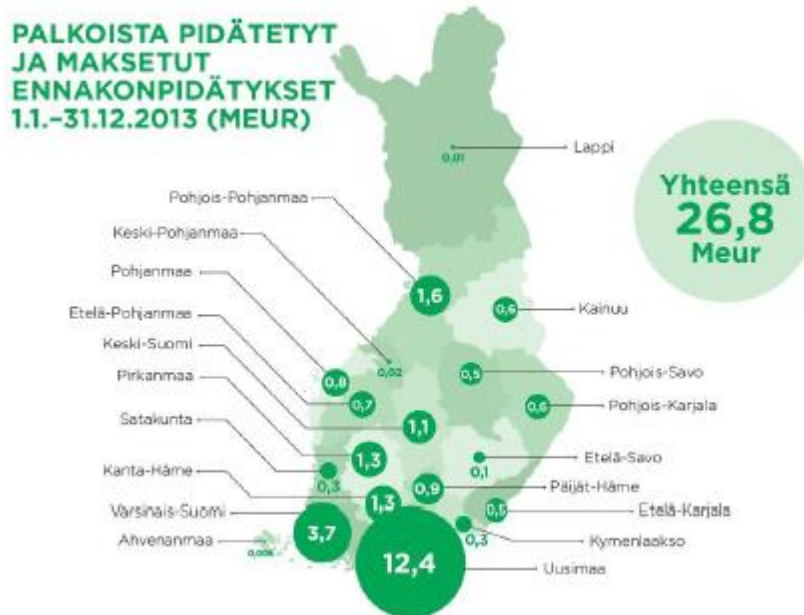 PALKOISTA PIDÄTETYT
JA MAKSETUT
ENNAKONPIDÄTYKSET
1.1.–31.12.2013 (MEUR)
Yhteensä
26,8
Meur
Lappi
0,01
Pohjois-Pohjanmaa
1,6
Keski-Pohjanmaa
0,02
Kainuu
0,6
Pohjanmaa
0,8
Etelä-Pohjanmaa
0,7
Keski-Suomi
1,1
Pohjois-Savo
0,5
Pirkanmaa
1,3
Pohjois-Karjala
0,6
Satakunta
0,3
Etelä-Savo
0,1
Kanta-Häme
1,3
Päijät-Häme
0,9
Varsinais-Suomi
3,7
Etelä-Karjala
0,5
Ahvenanmaa
Kymenlaakso
0,3
Uusimaa
12,4